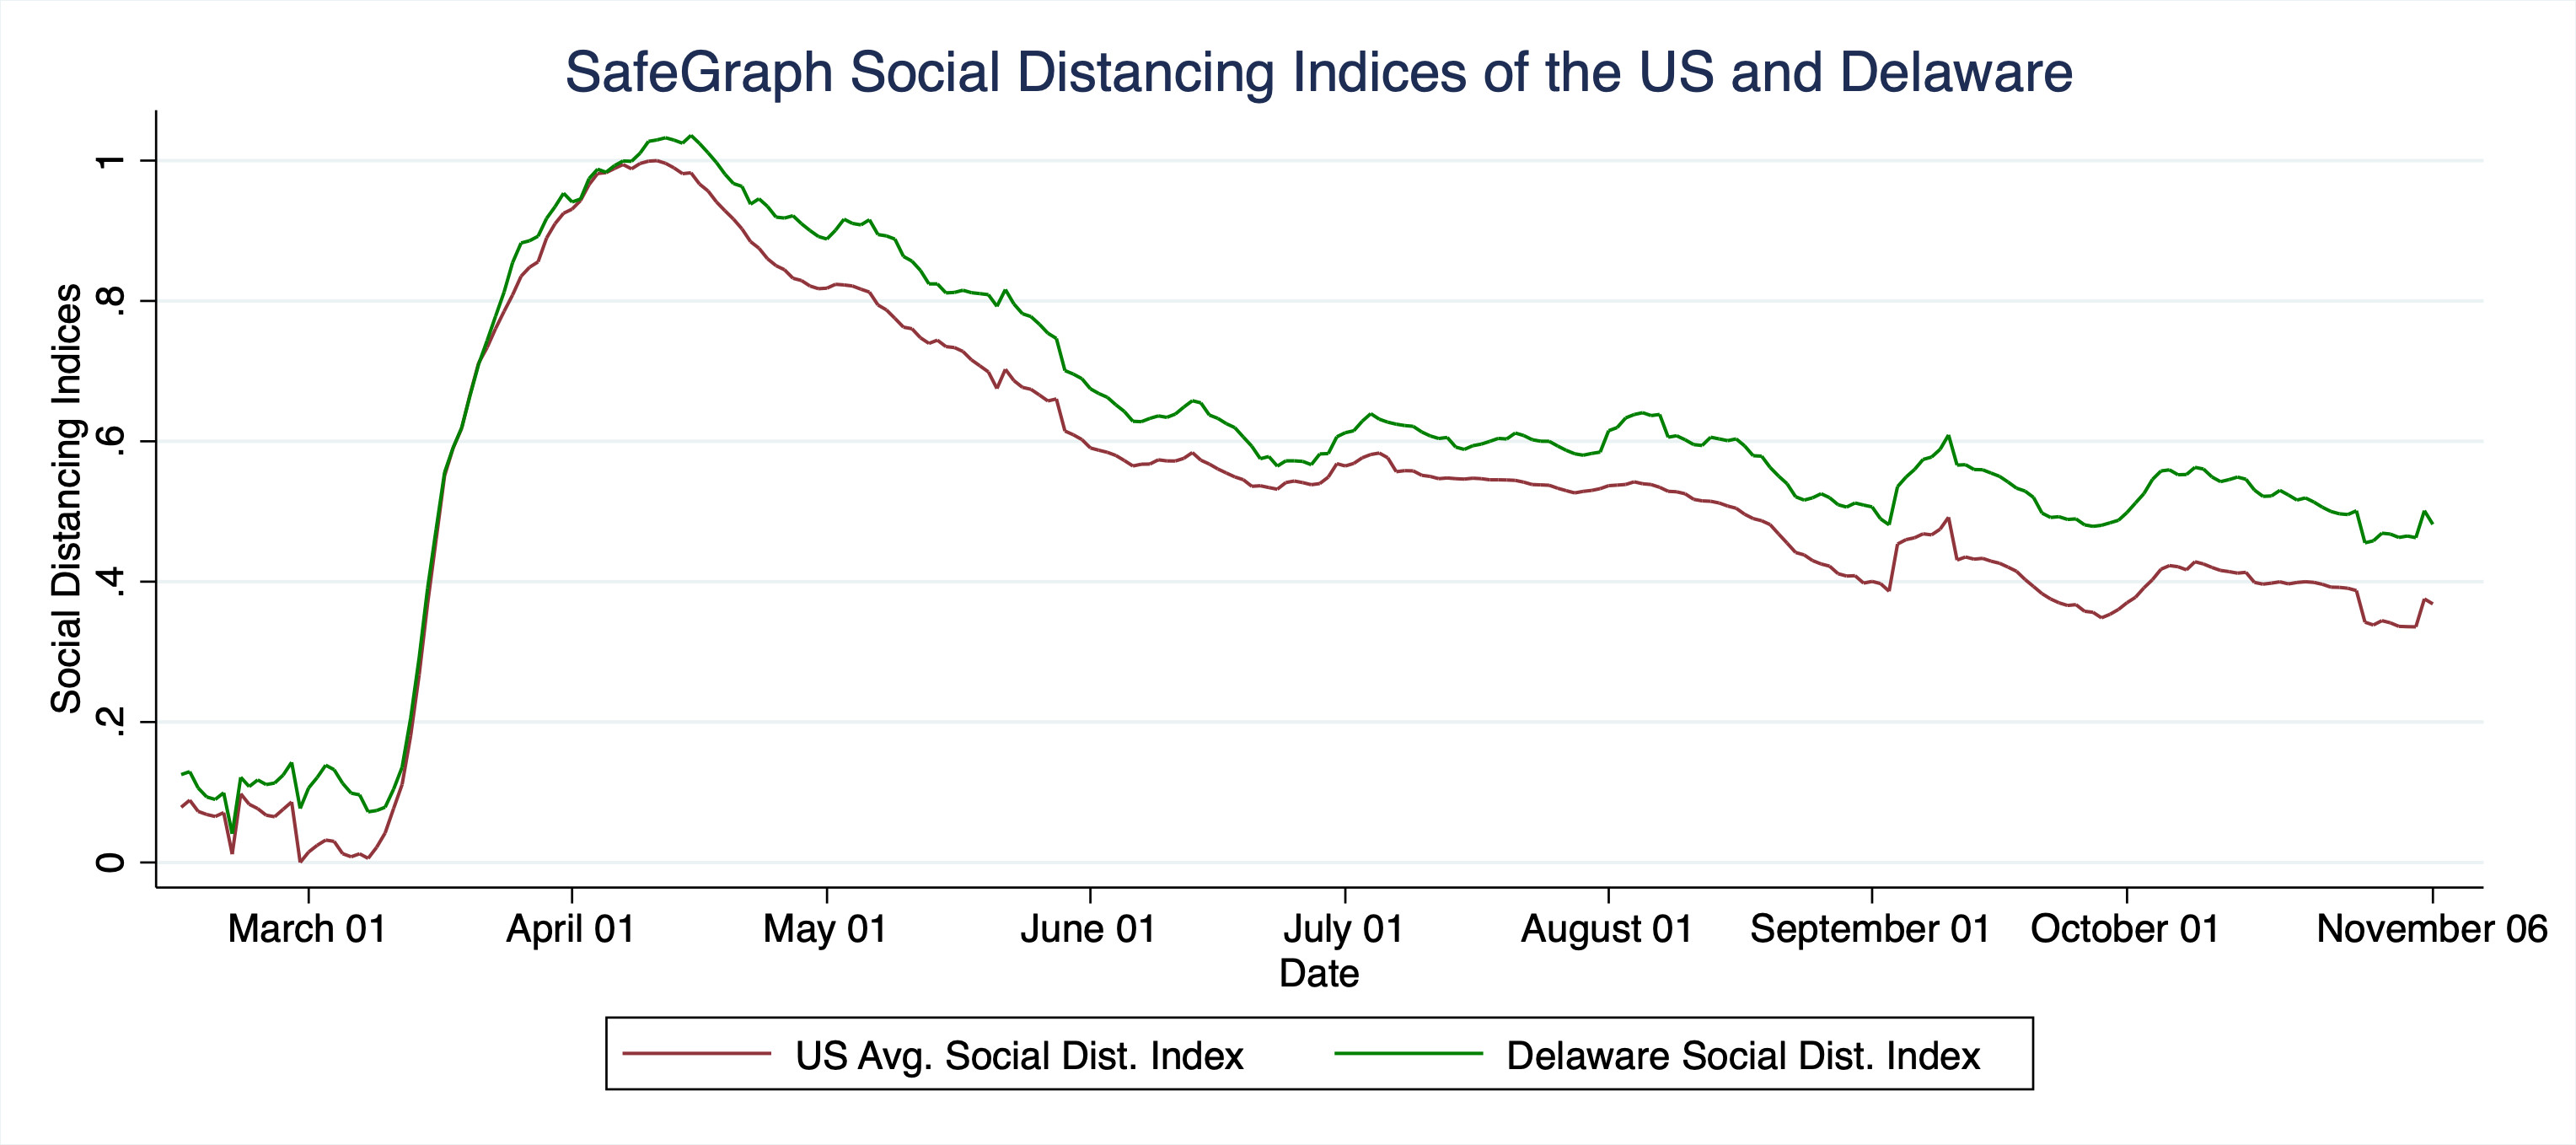 SafeGraph Social Distancing Indices of the US and Delaware
Social Distancing Indices
1
.8
.6
.4
.2
0
March 01
April 01
May 01
June 01
July 01
August 01
September 01
October 01
November 06
Date
US Avg. Social Dist. Index
Delaware Social Dist. Index